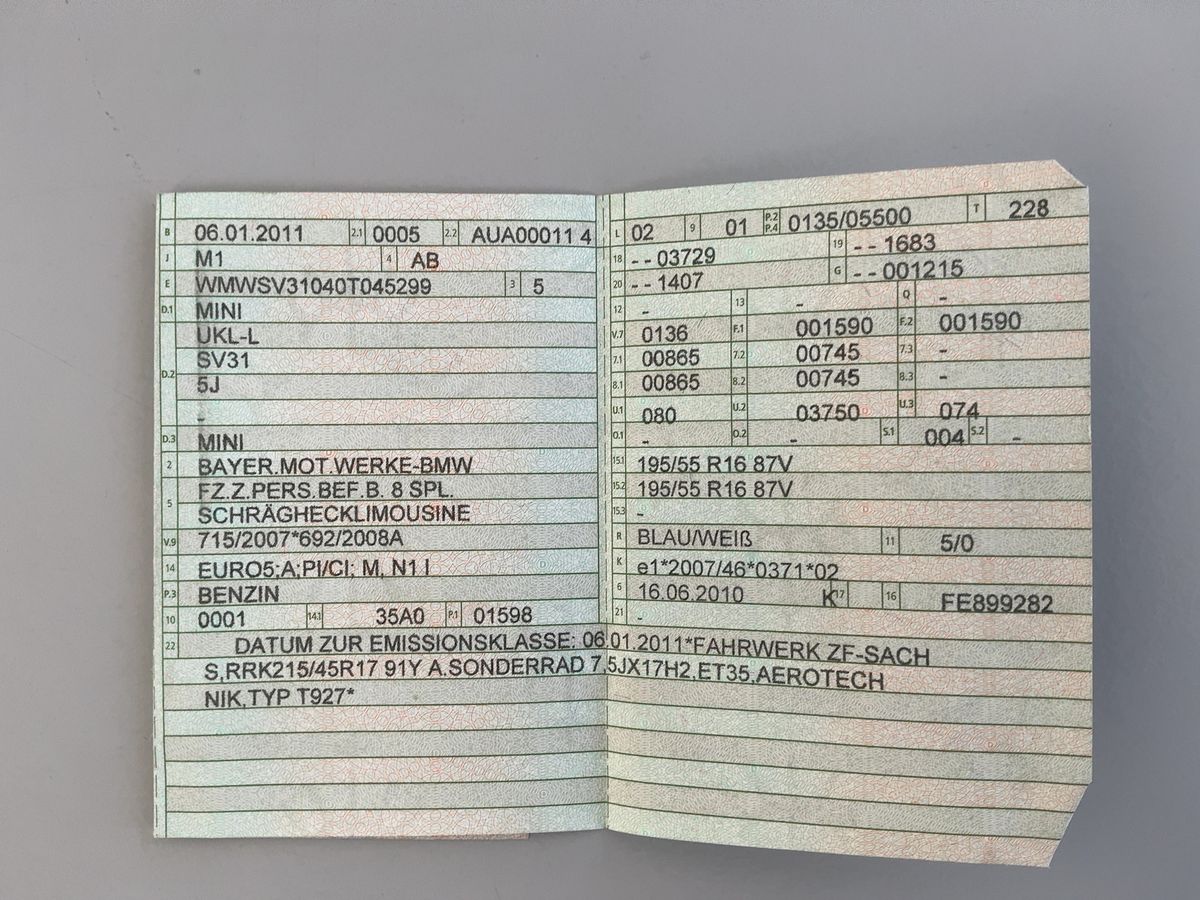 B 06.01.2011 2.1 0005 2.2 AUA00011 4
J M1 4 AB
E WMWSV31040T045299 3 5
D.1 MINI
UKL-L
SV31
D.2 5J
-
D.3 MINI
2 BAYER.MOT.WERKE-BMW
FZ.Z.PERS.BEF.B. 8 SPL.
5 SCHRÄGHECKLIMOUSINE
V.9 715/2007*692/2008A
14 EURO5;A;PI/CI; M, N1 I
P.3 BENZIN
10 0001 14.1 35A0 P.1 01598
L 02 9 01 P.2 P.4 0135/05500 T 228
18 --03729 19 --1683
20 --1407 G --001215
12 - 13 - Q -
V.7 0136 F.1 001590 F.2 001590
7.1 00865 7.2 00745 7.3 -
8.1 00865 8.2 00745 8.3 -
U.1 080 U.2 03750 U.3 074
O.1 - O.2 - S.1 004 S.2 -
15.1 195/55 R16 87V
15.2 195/55 R16 87V
15.3 -
R BLAU/WEIß 11 5/0
K e1*2007/46*0371*02
6 16.06.2010 17 K 16 FE899282
21 -
22 DATUM ZUR EMISSIONSKLASSE: 06.01.2011*FAHRWERK ZF-SACH
S,RRK215/45R17 91Y A.SONDERRAD 7,5JX17H2,ET35,AEROTECH
NIK,TYP T927*